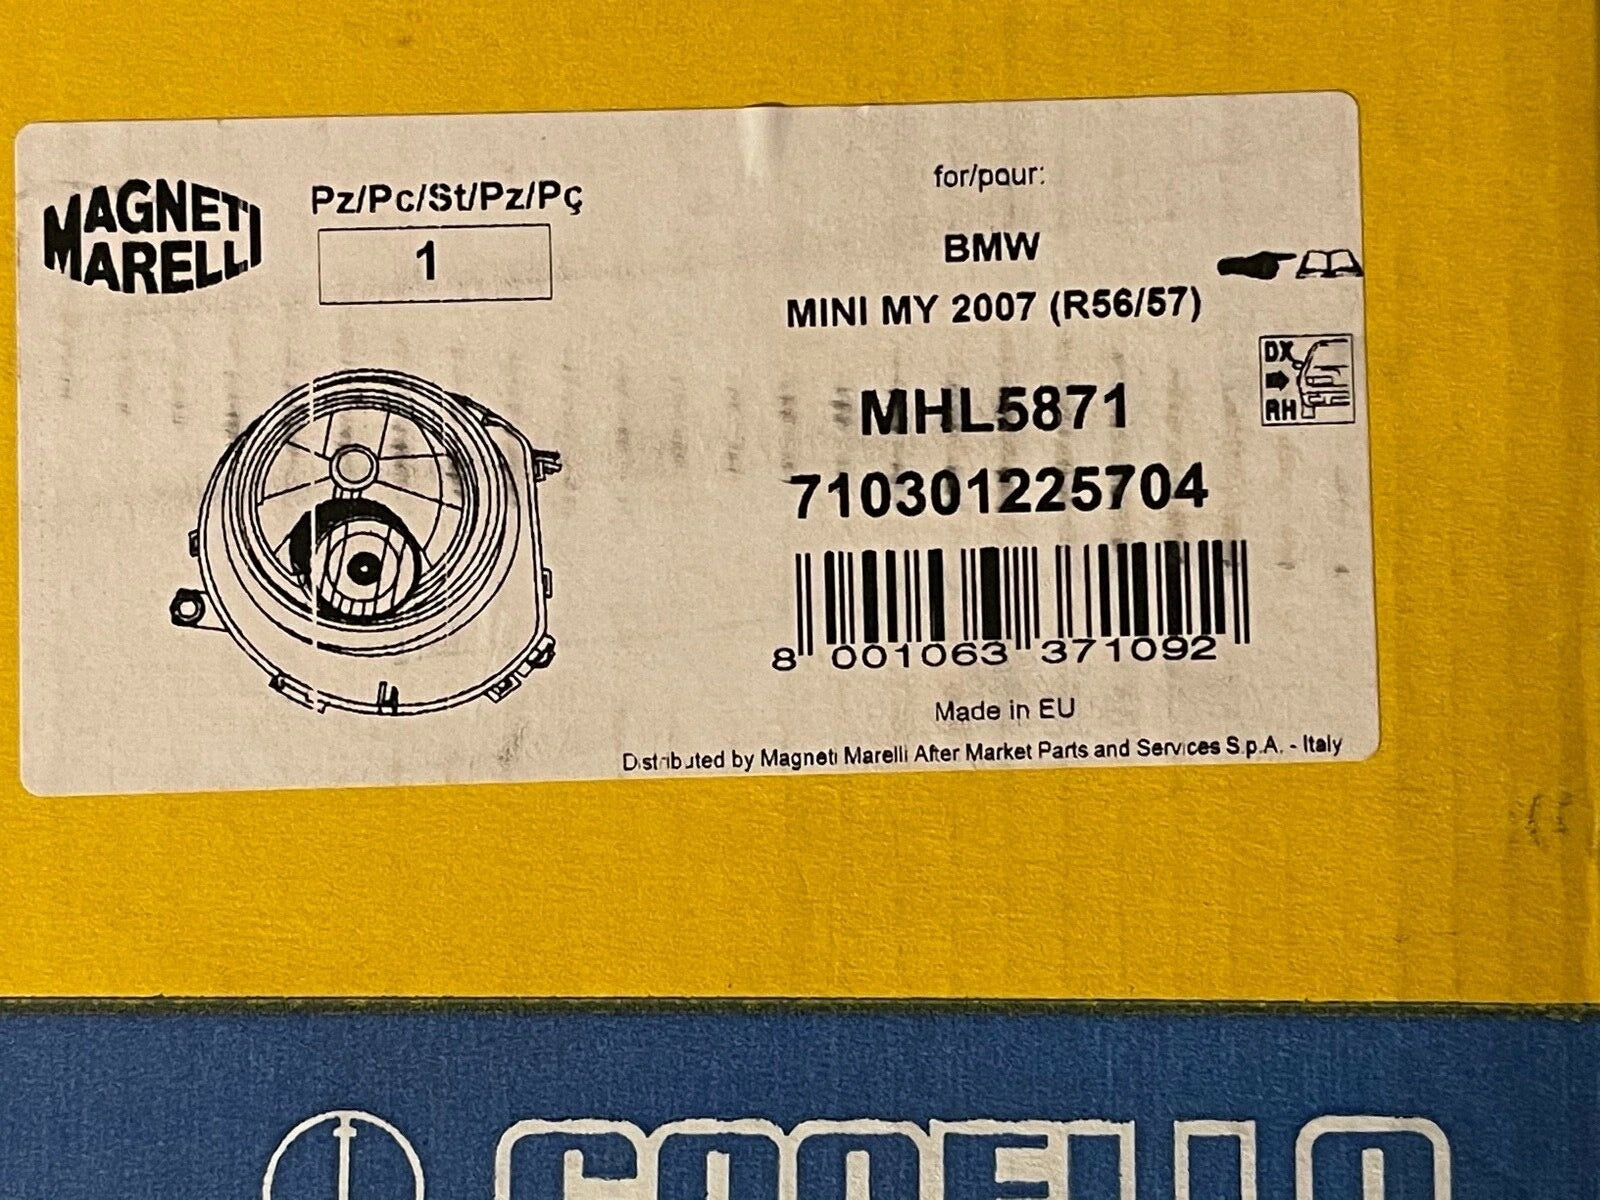 MAGNETI
MARELLI
Pz/Pc/St/Pz/Pç
1
for/pour:
BMW
MINI MY 2007 (R56/57)
DX
RH
MHL5871
710301225704
8 001063 371092
Made in EU
Distributed by Magneti Marelli After Market Parts and Services S.p.A. - Italy